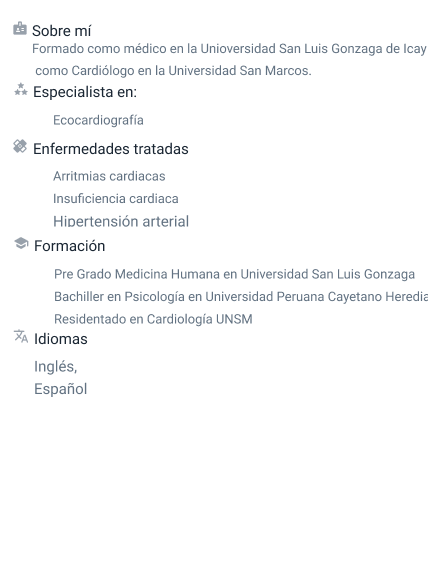 Sobre mí
Formado como médico en la Unioversidad San Luis Gonzaga de Icay
como Cardiólogo en la Universidad San Marcos.
Especialista en:
Ecocardiografía
Enfermedades tratadas
Arritmias cardiacas
Insuficiencia cardiaca
Hipertensión arterial
Formación
Pre Grado Medicina Humana en Universidad San Luis Gonzaga
Bachiller en Psicología en Universidad Peruana Cayetano Heredia
Residentado en Cardiología UNSM
Idiomas
Inglés,
Español